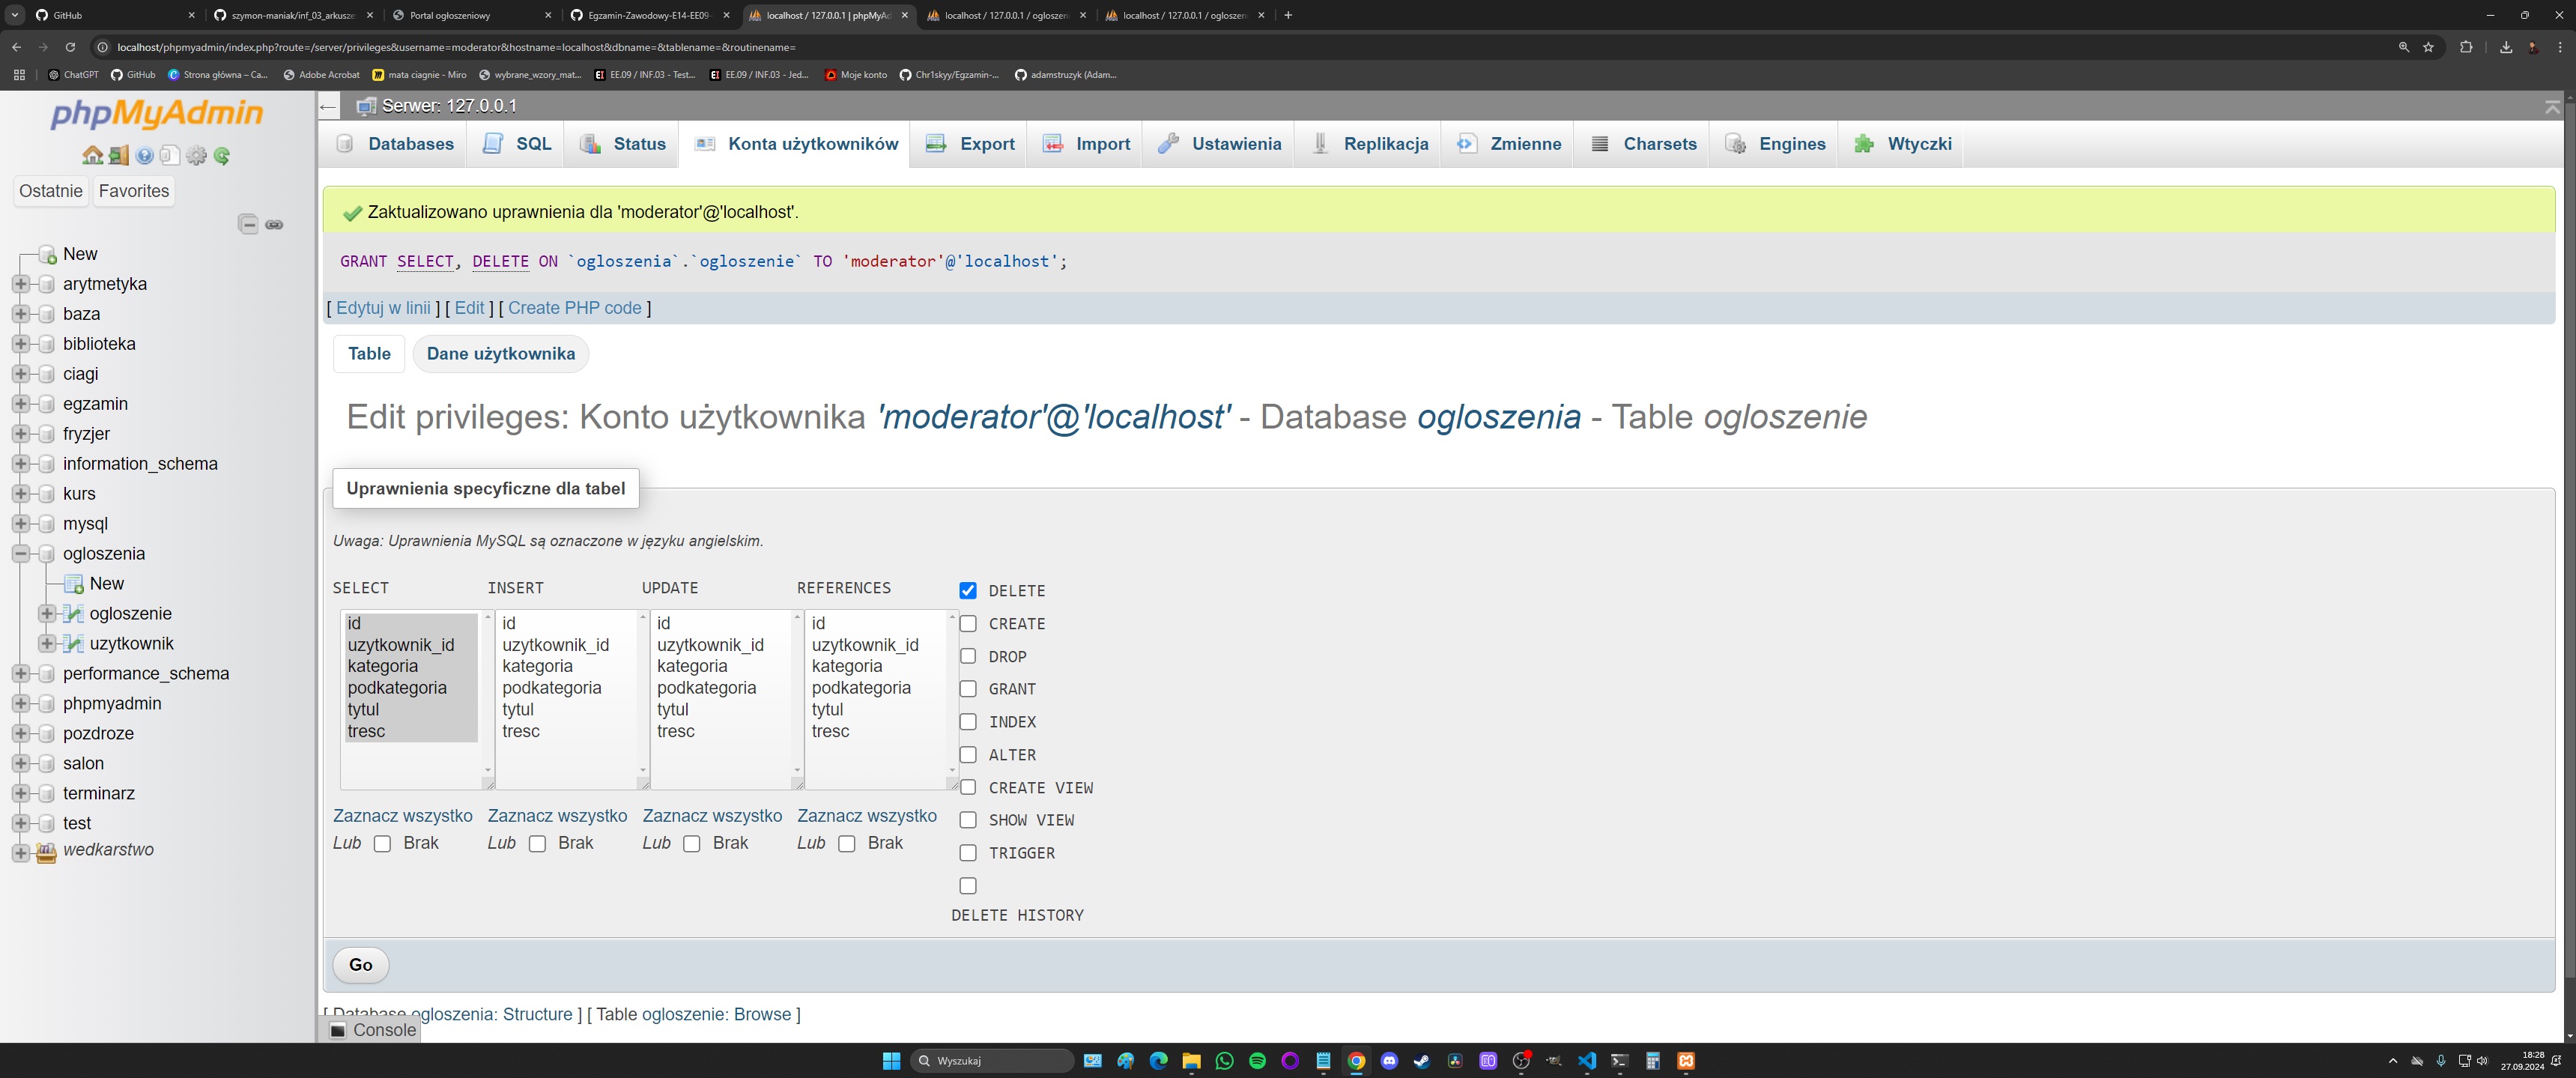 GitHub
szymon-maniak/inf_03_arkusze
Portal ogłoszeniowy
Egzamin-Zawodowy-E14-EE09-
localhost / 127.0.0.1 | phpMyAd
localhost / 127.0.0.1 / ogloszen
localhost / 127.0.0.1 / ogloszen
localhost/phpmyadmin/index.php?route=/server/privileges&username=moderator&hostname=localhost&dbname=&tablename=&routinename=
ChatGPT
GitHub
Strona główna – Ca...
Adobe Acrobat
mata ciagnie - Miro
wybrane_wzory_mat...
EE.09 / INF.03 - Test...
EE.09 / INF.03 - Jed...
Moje konto
Chr1skyy/Egzamin-...
adamstruzyk (Adam...
phpMyAdmin
Ostatnie
Favorites
New
arytmetyka
baza
biblioteka
ciagi
egzamin
fryzjer
information_schema
kurs
mysql
ogloszenia
New
ogloszenie
uzytkownik
performance_schema
phpmyadmin
pozdroze
salon
terminarz
test
wedkarstwo
Serwer: 127.0.0.1
Databases
SQL
Status
Konta użytkowników
Export
Import
Ustawienia
Replikacja
Zmienne
Charsets
Engines
Wtyczki
Zaktualizowano uprawnienia dla 'moderator'@'localhost'.
GRANT SELECT, DELETE ON `ogloszenia`.`ogloszenie` TO 'moderator'@'localhost';
[ Edytuj w linii ] [ Edit ] [ Create PHP code ]
Table
Dane użytkownika
Edit privileges: Konto użytkownika 'moderator'@'localhost' - Database ogloszenia - Table ogloszenie
Uprawnienia specyficzne dla tabel
Uwaga: Uprawnienia MySQL są oznaczone w języku angielskim.
SELECT
id
uzytkownik_id
kategoria
podkategoria
tytul
tresc
Zaznacz wszystko
Lub Brak
INSERT
id
uzytkownik_id
kategoria
podkategoria
tytul
tresc
Zaznacz wszystko
Lub Brak
UPDATE
id
uzytkownik_id
kategoria
podkategoria
tytul
tresc
Zaznacz wszystko
Lub Brak
REFERENCES
id
uzytkownik_id
kategoria
podkategoria
tytul
tresc
Zaznacz wszystko
Lub Brak
DELETE
CREATE
DROP
GRANT
INDEX
ALTER
CREATE VIEW
SHOW VIEW
TRIGGER
DELETE HISTORY
Go
[ Database ogloszenia: Structure ] [ Table ogloszenie: Browse ]
Console
Wyszukaj
18:28
27.09.2024